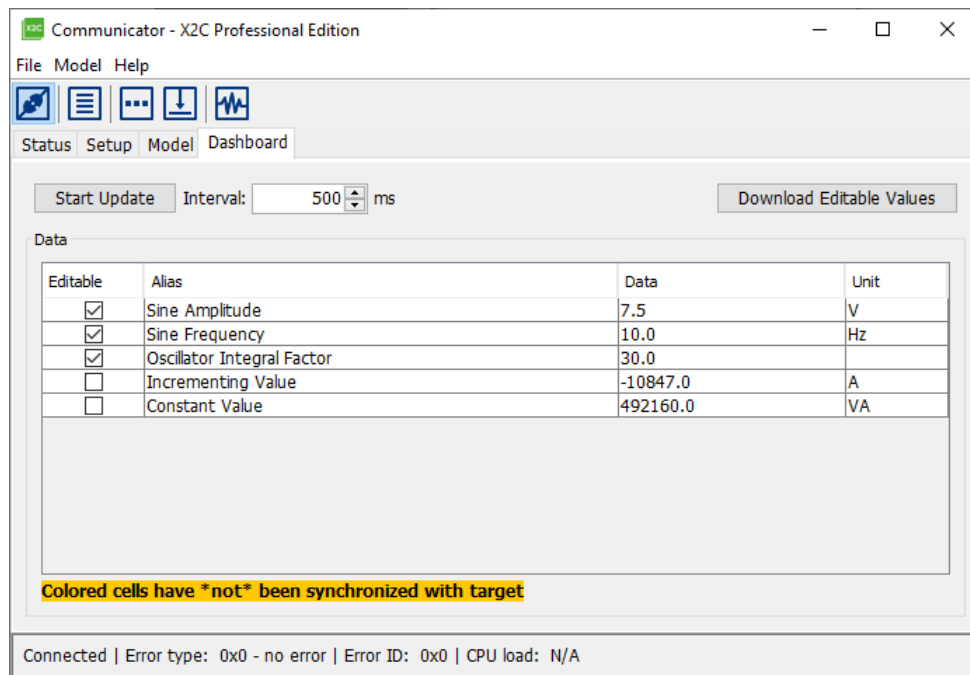 X2C Communicator - X2C Professional Edition
File Model Help
Status Setup Model Dashboard
Start Update Interval: 500 ms Download Editable Values
Data
Editable Alias Data Unit
Sine Amplitude 7.5 V
Sine Frequency 10.0 Hz
Oscillator Integral Factor 30.0
Incrementing Value -10847.0 A
Constant Value 492160.0 VA
Colored cells have *not* been synchronized with target
Connected | Error type: 0x0 - no error | Error ID: 0x0 | CPU load: N/A